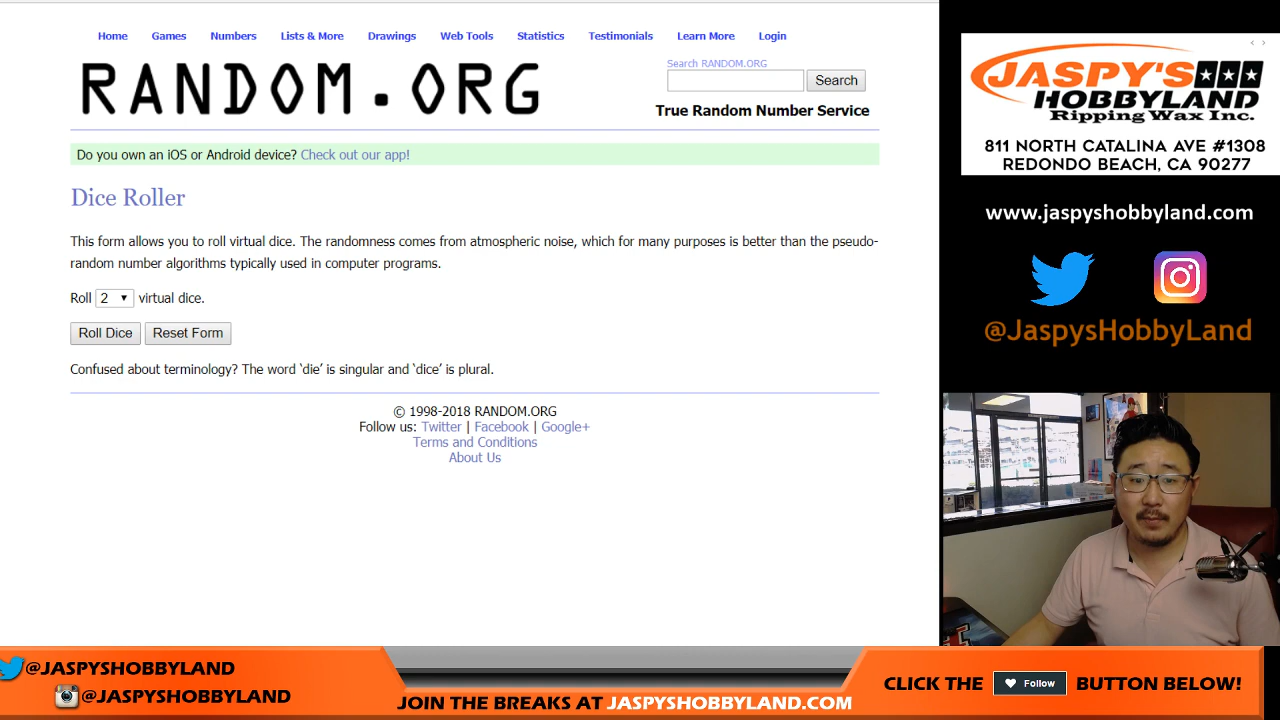 Home Games Numbers Lists & More Drawings Web Tools Statistics Testimonials Learn More Login
RANDOM.ORG
Search RANDOM.ORG
Search
True Random Number Service
Do you own an iOS or Android device? Check out our app!
Dice Roller
This form allows you to roll virtual dice. The randomness comes from atmospheric noise, which for many purposes is better than the pseudo-
random number algorithms typically used in computer programs.
Roll 2 virtual dice.
Roll Dice Reset Form
Confused about terminology? The word ‘die’ is singular and ‘dice’ is plural.
© 1998-2018 RANDOM.ORG
Follow us: Twitter | Facebook | Google+
Terms and Conditions
About Us
JASPY'S
HOBBYLAND
Ripping Wax Inc.
811 NORTH CATALINA AVE #1308
REDONDO BEACH, CA 90277
www.jaspyshobbyland.com
@JaspysHobbyLand
@JASPYSHOBBYLAND
@JASPYSHOBBYLAND
JOIN THE BREAKS AT JASPYSHOBBYLAND.COM
CLICK THE Follow BUTTON BELOW!